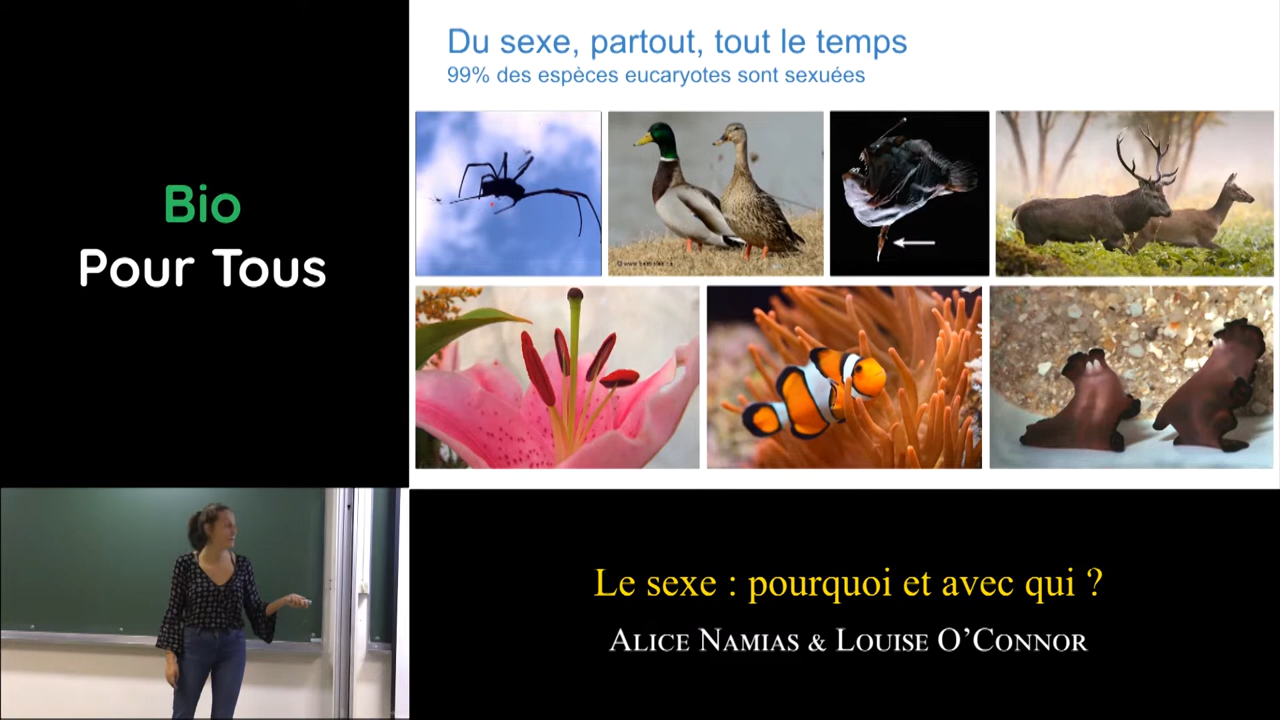 Bio
Pour Tous
Du sexe, partout, tout le temps
99% des espèces eucaryotes sont sexuées
Le sexe : pourquoi et avec qui ?
Alice Namias & Louise O’Connor